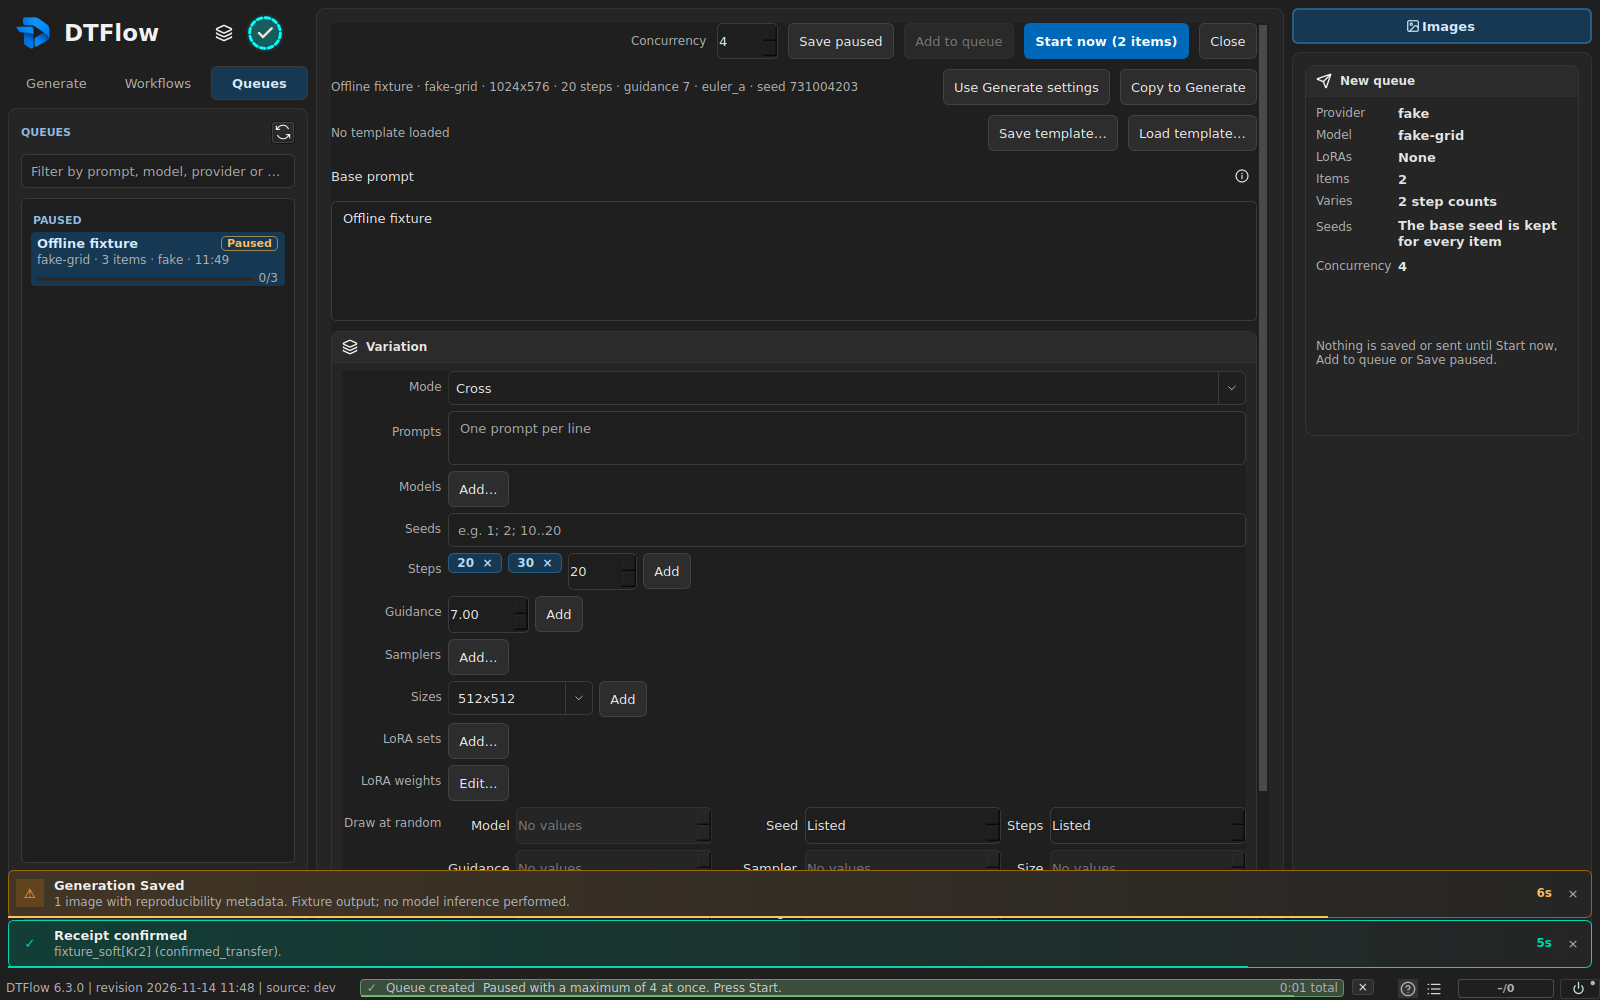 DTFlow
Generate
Workflows
Queues
QUEUES
Filter by prompt, model, provider or ...
PAUSED
Offline fixture
Paused
fake-grid · 3 items · fake · 11:49
0/3
Concurrency
4
Save paused
Add to queue
Start now (2 items)
Close
Offline fixture · fake-grid · 1024x576 · 20 steps · guidance 7 · euler_a · seed 731004203
Use Generate settings
Copy to Generate
No template loaded
Save template...
Load template...
Base prompt
Offline fixture
Variation
Mode
Cross
Prompts
One prompt per line
Models
Add...
Seeds
e.g. 1; 2; 10..20
Steps
20 ×
30 ×
20
Add
Guidance
7.00
Add
Samplers
Add...
Sizes
512x512
Add
LoRA sets
Add...
LoRA weights
Edit...
Draw at random
Model
No values
Seed
Listed
Steps
Listed
Guidance
No values
Sampler
No values
Size
No values
Images
New queue
Provider
fake
Model
fake-grid
LoRAs
None
Items
2
Varies
2 step counts
Seeds
The base seed is kept
for every item
Concurrency
4
Nothing is saved or sent until Start now,
Add to queue or Save paused.
Generation Saved
1 image with reproducibility metadata. Fixture output; no model inference performed.
6s ×
Receipt confirmed
fixture_soft[Kr2] (confirmed_transfer).
5s ×
DTFlow 6.3.0 | revision 2026-11-14 11:48 | source: dev
✓ Queue created Paused with a maximum of 4 at once. Press Start.
0:01 total
×
-/0